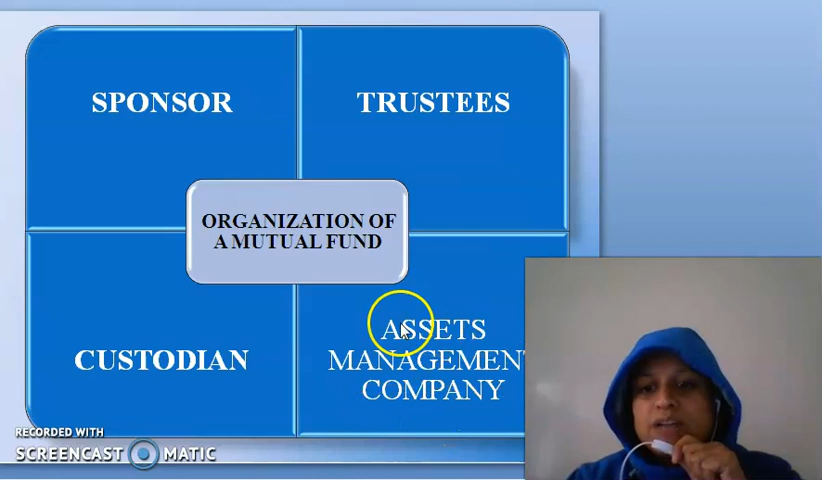 SPONSOR
TRUSTEES
ORGANIZATION OF
A MUTUAL FUND
CUSTODIAN
ASSETS
MANAGEMENT
COMPANY
RECORDED WITH
SCREENCAST MATIC